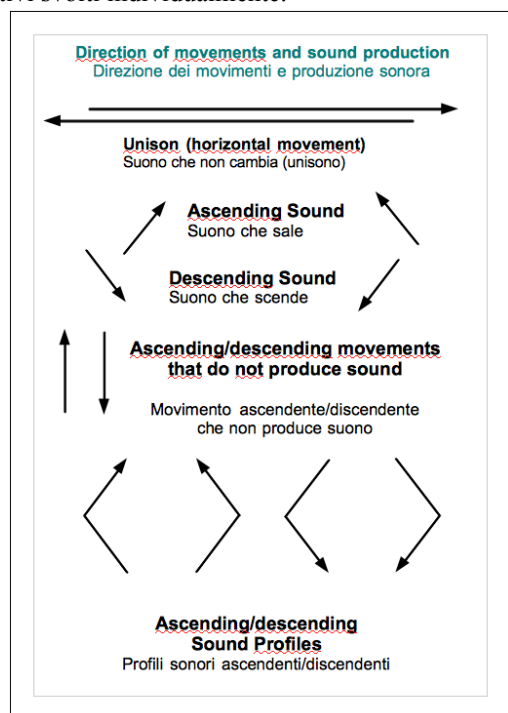 Direction of movements and sound production
Direzione dei movimenti e produzione sonora
Unison (horizontal movement)
Suono che non cambia (unisono)
Ascending Sound
Suono che sale
Descending Sound
Suono che scende
Ascending/descending movements
that do not produce sound
Movimento ascendente/discendente
che non produce suono
Ascending/descending
Sound Profiles
Profili sonori ascendenti/discendenti